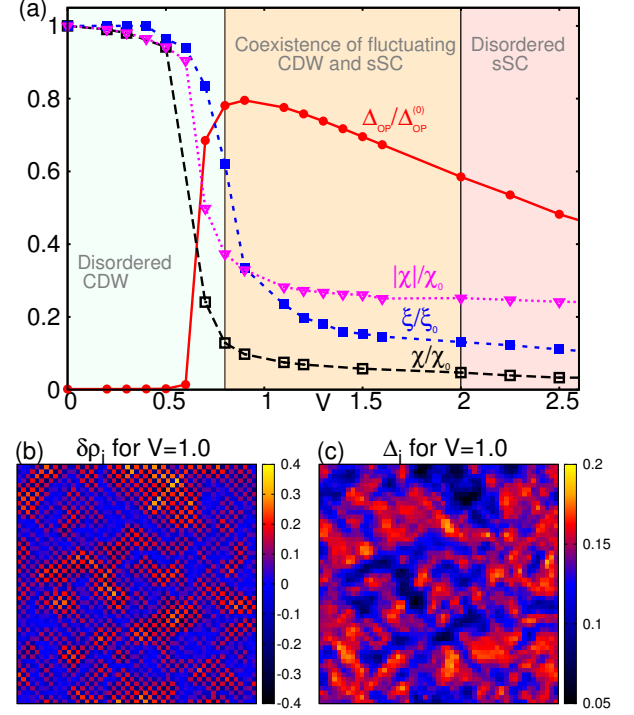 (a)
1
0.8
0.6
0.4
0.2
0
Coexistence of fluctuating
CDW and sSC
Disordered
sSC
Δ_OP/Δ_OP^(0)
Disordered
CDW
|χ|/χ₀
ξ/ξ₀
χ/χ₀
0 0.5 1 V 1.5 2 2.5
(b) δρ_i for V=1.0
0.4
0.3
0.2
0.1
0
-0.1
-0.2
-0.3
-0.4
(c) Δ_i for V=1.0
0.2
0.15
0.1
0.05